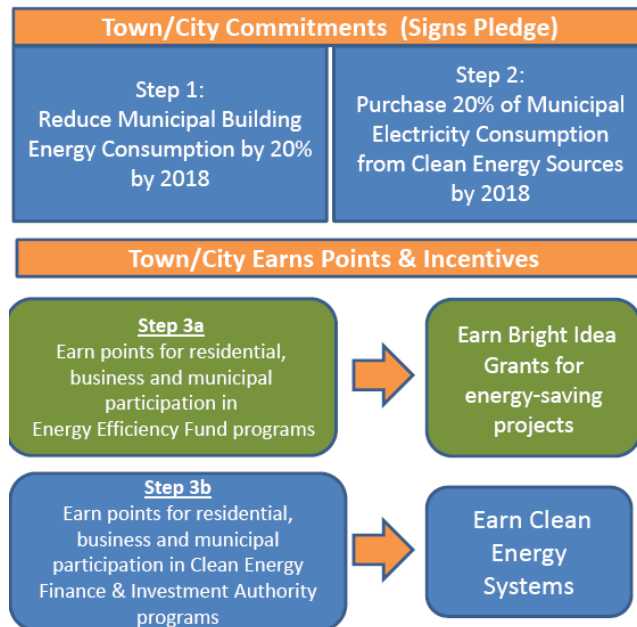 Town/City Commitments (Signs Pledge)
Step 1:
Reduce Municipal Building
Energy Consumption by 20%
by 2018
Step 2:
Purchase 20% of Municipal
Electricity Consumption
from Clean Energy Sources
by 2018
Town/City Earns Points & Incentives
Step 3a
Earn points for residential,
business and municipal
participation in
Energy Efficiency Fund programs
Earn Bright Idea
Grants for
energy-saving
projects
Step 3b
Earn points for residential,
business and municipal
participation in Clean Energy
Finance & Investment Authority
programs
Earn Clean
Energy
Systems